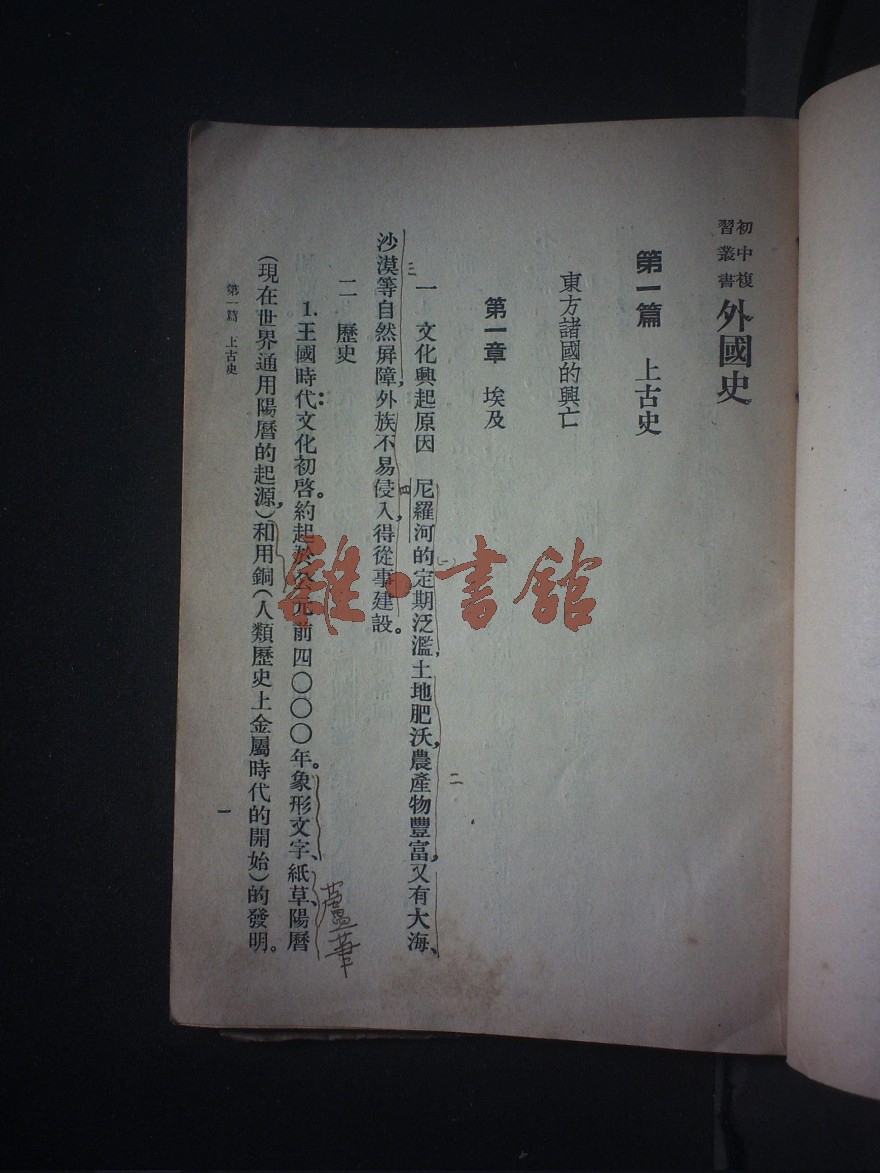 初中複
習叢書
外國史
第一篇 上古史
東方諸國的興亡
第一章 埃及
一 文化興起原因 尼羅河的定期泛濫，土地肥沃，農產物豐富，又有大海、
沙漠等自然屏障，外族不易侵入，得從事建設。
二 歷史
1.王國時代：文化初啓。約起於公元前四〇〇〇年。象形文字、紙草、陽曆
(現在世界通用陽曆的起源，)和用銅(人類歷史上金屬時代的開始)的發明。
第一篇 上古史
一
二
三
四
雜·書館